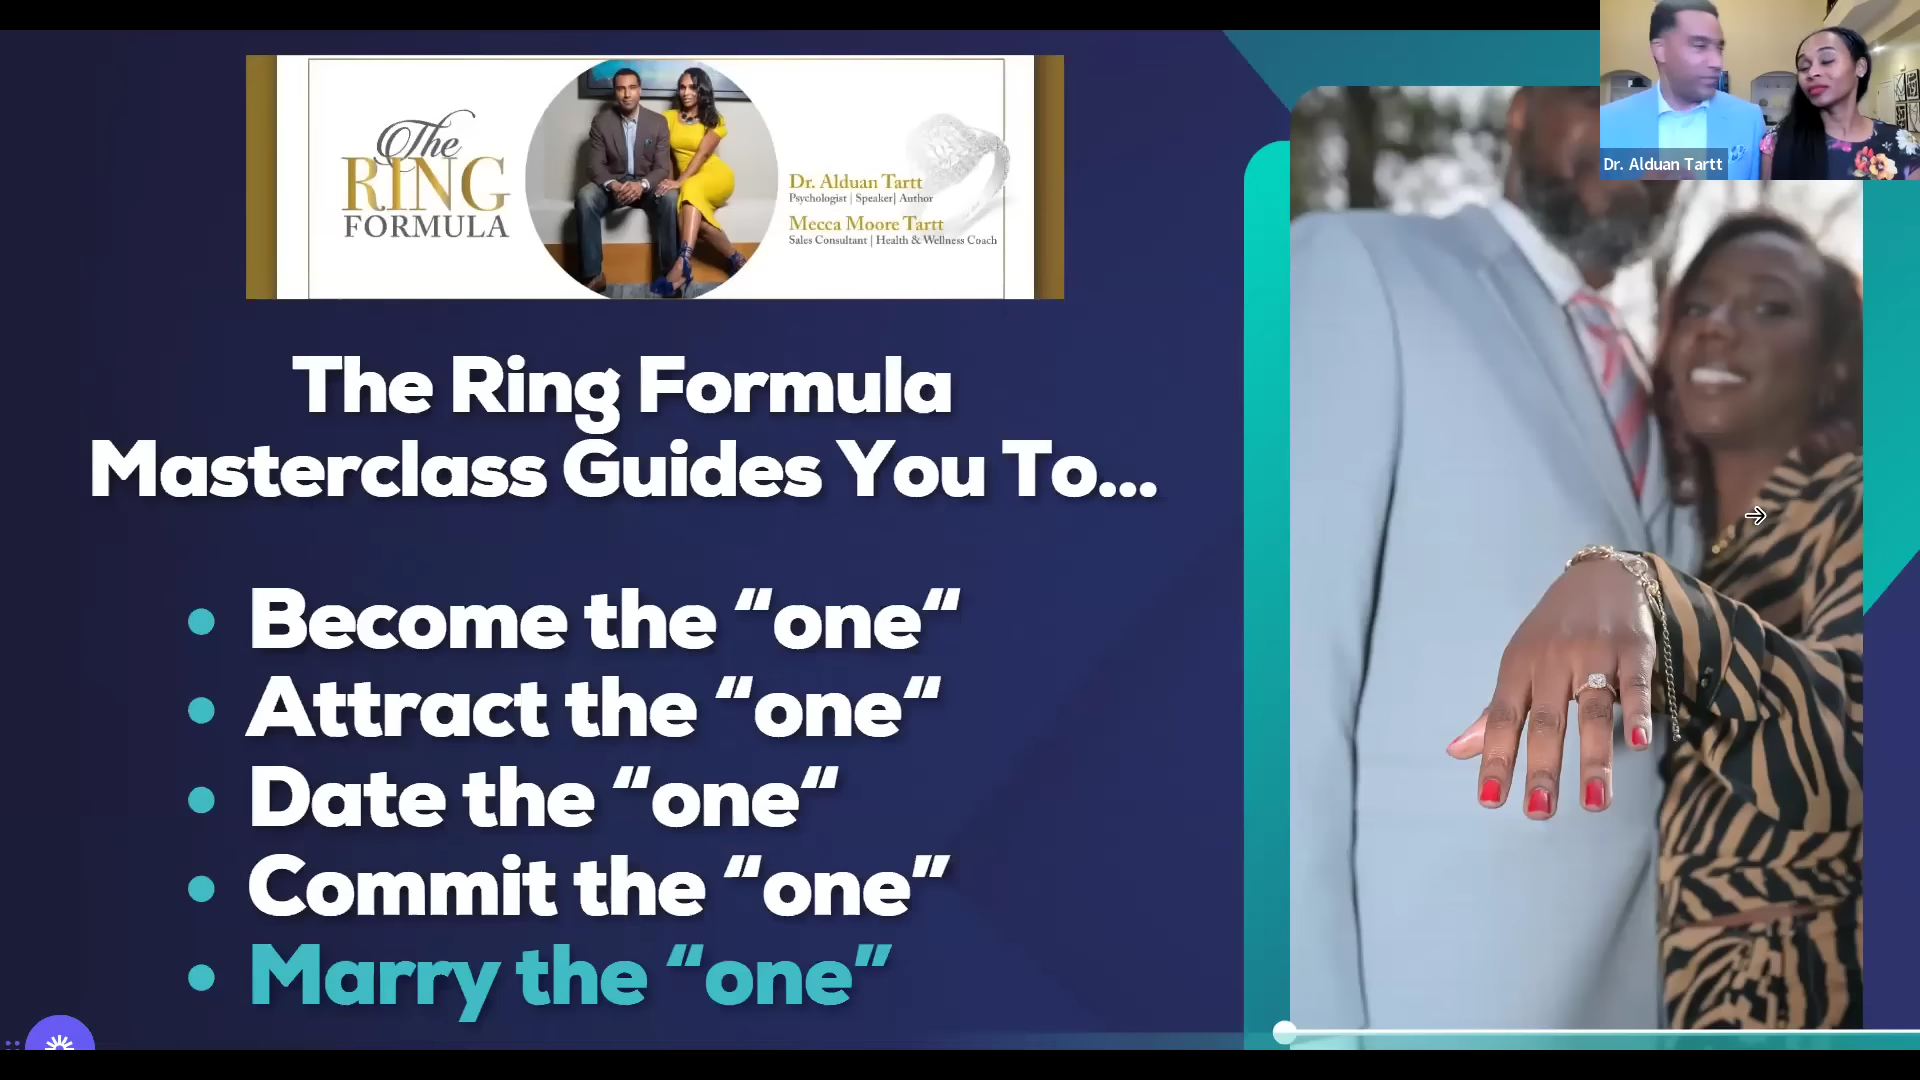 The
RING
FORMULA
Dr. Alduan Tartt
Psychologist | Speaker| Author
Mecca Moore Tartt
Sales Consultant | Health & Wellness Coach
Dr. Alduan Tartt
The Ring Formula
Masterclass Guides You To...
• Become the “one“
• Attract the “one“
• Date the “one“
• Commit the “one”
• Marry the “one”